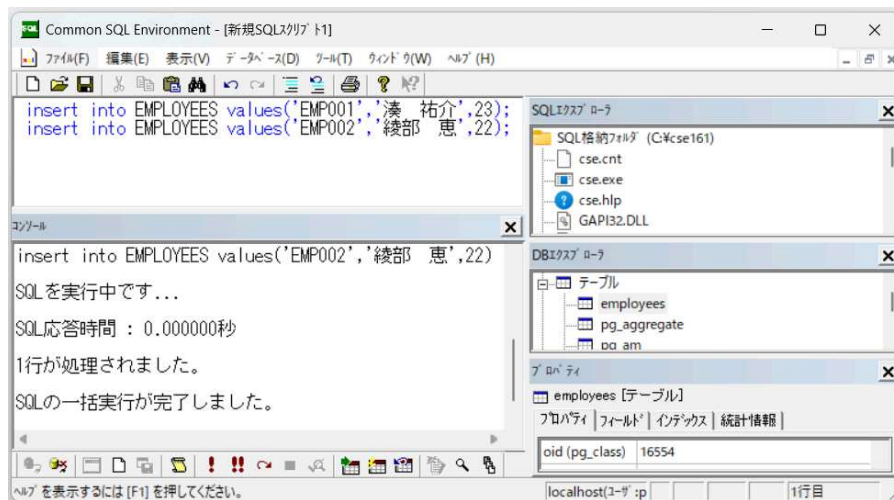 Common SQL Environment - [新規SQLｽｸﾘﾌﾟﾄ1]
ﾌｧｲﾙ(F) 編集(E) 表示(V) ﾃﾞｰﾀﾍﾞｰｽ(D) ﾂｰﾙ(T) ｳｨﾝﾄﾞｳ(W) ﾍﾙﾌﾟ(H)
insert into EMPLOYEES values('EMP001','湊　祐介',23);
insert into EMPLOYEES values('EMP002','綾部　恵',22);
ｺﾝｿｰﾙ
insert into EMPLOYEES values('EMP002','綾部　恵',22)
SQLを実行中です...
SQL応答時間 : 0.000000秒
1行が処理されました。
SQLの一括実行が完了しました。
SQLｴｸｽﾌﾟﾛｰﾗ
SQL格納ﾌｫﾙﾀﾞ (C:¥cse161)
cse.cnt
cse.exe
cse.hlp
GAPI32.DLL
DBｴｸｽﾌﾟﾛｰﾗ
テーブル
employees
pg_aggregate
pg_am
ﾌﾟﾛﾊﾟﾃｨ
employees [テーブル]
ﾌﾟﾛﾊﾟﾃｨ ﾌｨｰﾙﾄﾞ ｲﾝﾃﾞｯｸｽ 統計情報
oid (pg_class) 16554
ﾍﾙﾌﾟを表示するには [F1] を押してください。
localhost(ﾕｰｻﾞ:p 1行目